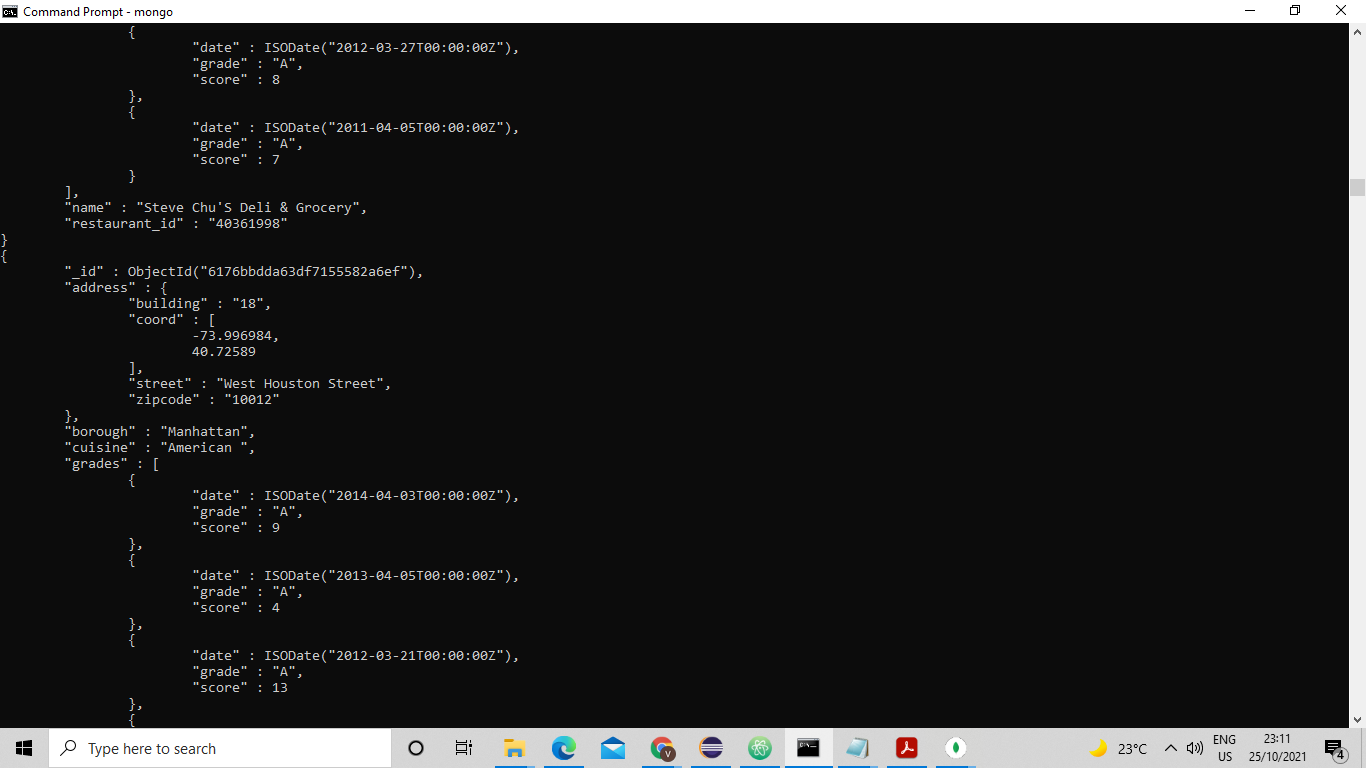 Command Prompt - mongo
{
"date" : ISODate("2012-03-27T00:00:00Z"),
"grade" : "A",
"score" : 8
},
{
"date" : ISODate("2011-04-05T00:00:00Z"),
"grade" : "A",
"score" : 7
}
],
"name" : "Steve Chu'S Deli & Grocery",
"restaurant_id" : "40361998"
}
{
"_id" : ObjectId("6176bbdda63df7155582a6ef"),
"address" : {
"building" : "18",
"coord" : [
-73.996984,
40.72589
],
"street" : "West Houston Street",
"zipcode" : "10012"
},
"borough" : "Manhattan",
"cuisine" : "American ",
"grades" : [
{
"date" : ISODate("2014-04-03T00:00:00Z"),
"grade" : "A",
"score" : 9
},
{
"date" : ISODate("2013-04-05T00:00:00Z"),
"grade" : "A",
"score" : 4
},
{
"date" : ISODate("2012-03-21T00:00:00Z"),
"grade" : "A",
"score" : 13
},
{
Type here to search
V
23°C
ENG
US
23:11
25/10/2021
4